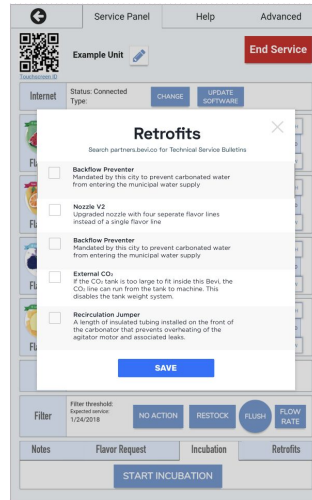 Service Panel Help Advanced
Example Unit
End Service
Touchscreen ID
Internet
Status: Connected
Type:
CHANGE
UPDATE
SOFTWARE
Retrofits
Search partners.bevi.co for Technical Service Bulletins
Backflow Preventer
Mandated by this city to prevent carbonated water
from entering the municipal water supply
Nozzle V2
Upgraded nozzle with four seperate flavor lines
instead of a single flavor line
Backflow Preventer
Mandated by this city to prevent carbonated water
from entering the municipal water supply
External CO₂
If the CO₂ tank is too large to fit inside this Bevi, the
CO₂ line can run from the tank to machine. This
disables the tank weight system.
Recirculation Jumper
A length of insulated tubing installed on the front of
the carbonator that prevents overheating of the
agitator motor and associated leaks.
SAVE
Filter
Filter threshold:
Expected service:
1/24/2018
NO ACTION
RESTOCK
FLUSH
FLOW
RATE
Notes Flavor Request Incubation Retrofits
START INCUBATION